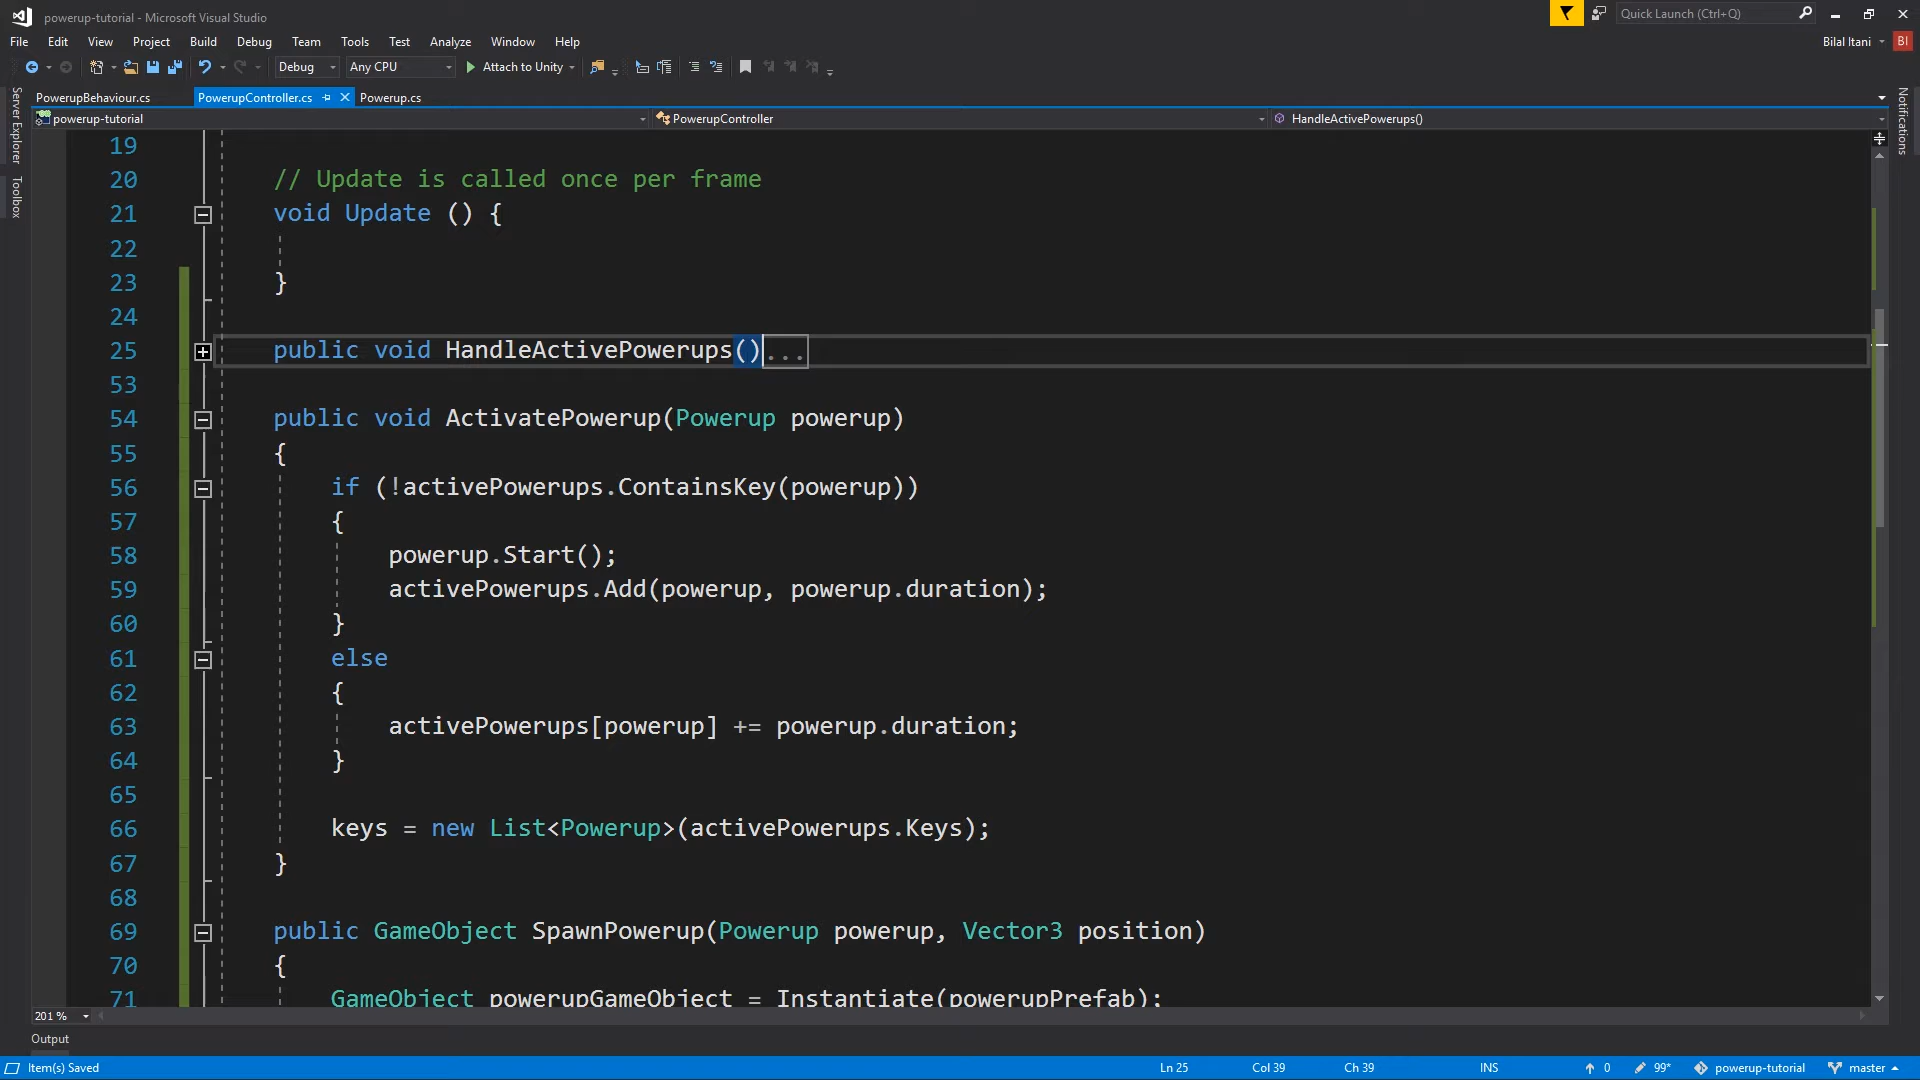 powerup-tutorial - Microsoft Visual Studio
Quick Launch (Ctrl+Q)
File Edit View Project Build Debug Team Tools Test Analyze Window Help
Bilal Itani BI
Debug Any CPU Attach to Unity
PowerupBehaviour.cs PowerupController.cs Powerup.cs
powerup-tutorial PowerupController HandleActivePowerups()
Server Explorer
Toolbox
Notifications
19
20 // Update is called once per frame
21 void Update () {
22
23 }
24
25 public void HandleActivePowerups()...
53
54 public void ActivatePowerup(Powerup powerup)
55 {
56 if (!activePowerups.ContainsKey(powerup))
57 {
58 powerup.Start();
59 activePowerups.Add(powerup, powerup.duration);
60 }
61 else
62 {
63 activePowerups[powerup] += powerup.duration;
64 }
65
66 keys = new List<Powerup>(activePowerups.Keys);
67 }
68
69 public GameObject SpawnPowerup(Powerup powerup, Vector3 position)
70 {
71 GameObject powerupGameObject = Instantiate(powerupPrefab);
201 %
Output
Item(s) Saved Ln 25 Col 39 Ch 39 INS 0 99* powerup-tutorial master